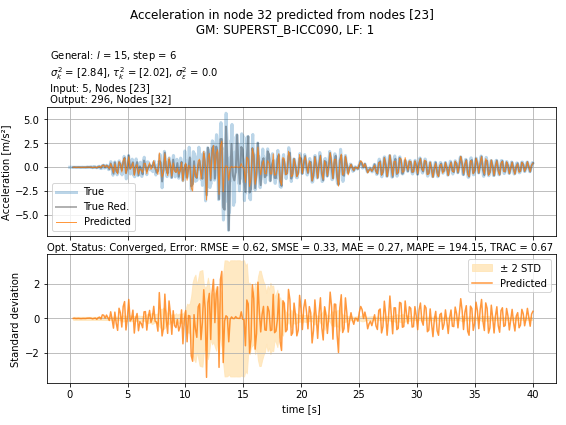 Acceleration in node 32 predicted from nodes [23]
GM: SUPERST_B-ICC090, LF: 1
General: l = 15, step = 6
σ²ₖ = [2.84], τ²ₖ = [2.02], σ²_ε = 0.0
Input: 5, Nodes [23]
Output: 296, Nodes [32]
Acceleration [m/s²]
5.0
2.5
0.0
−2.5
−5.0
True
True Red.
Predicted
Opt. Status: Converged, Error: RMSE = 0.62, SMSE = 0.33, MAE = 0.27, MAPE = 194.15, TRAC = 0.67
Standard deviation
2
0
−2
± 2 STD
Predicted
0 5 10 15 20 25 30 35 40
time [s]